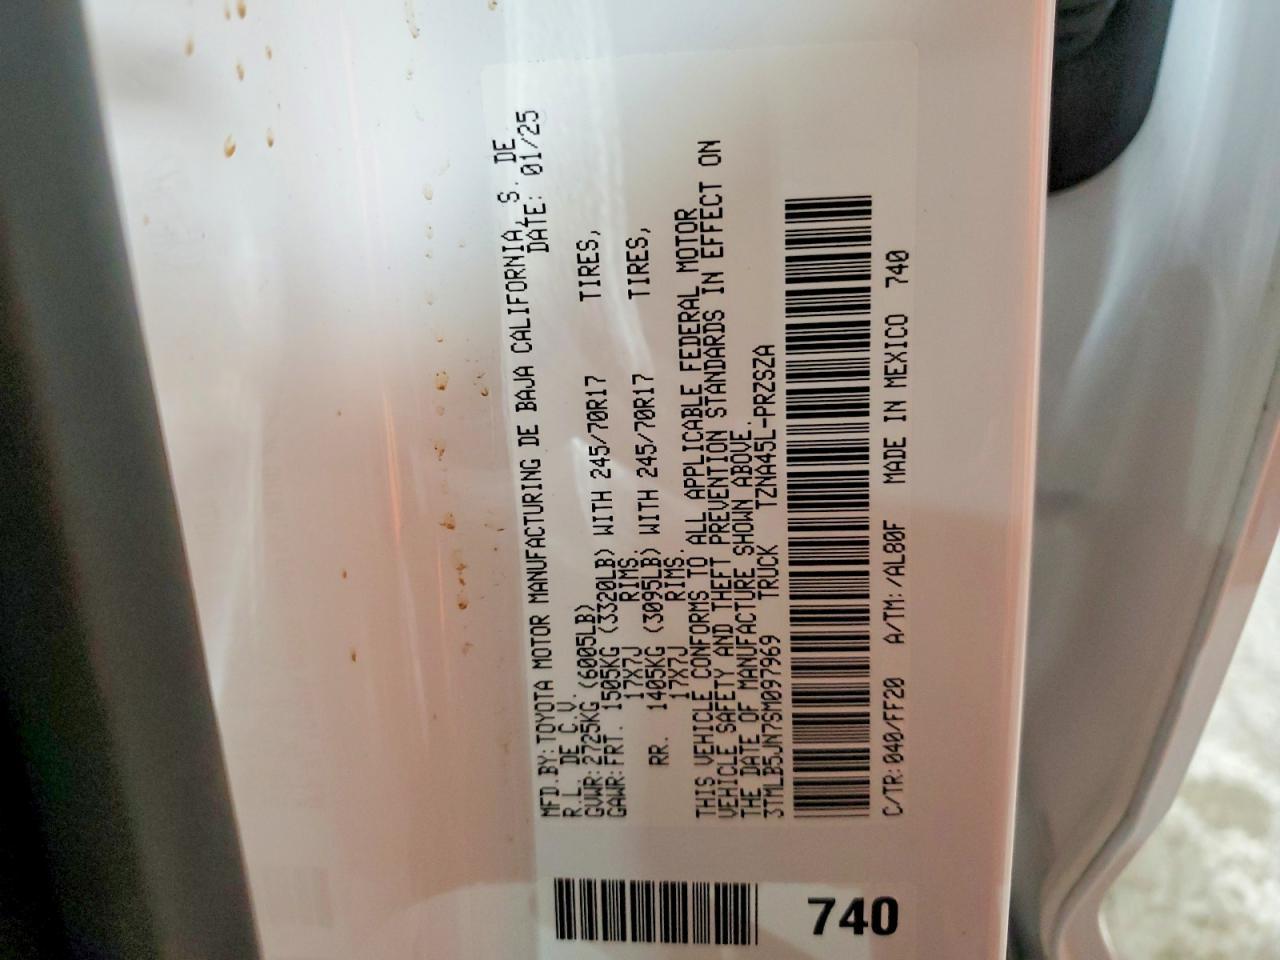 MFD.BY:TOYOTA MOTOR MANUFACTURING DE BAJA CALIFORNIA, S. DE
R.L. DE C.V. DATE: 01/25
GVWR:2725KG (6005LB)
GAWR:FRT. 1505KG (3320LB) WITH 245/70R17 TIRES,
17X7J RIMS.
RR. 1405KG (3095LB) WITH 245/70R17 TIRES,
17X7J RIMS.
THIS VEHICLE CONFORMS TO ALL APPLICABLE FEDERAL MOTOR
VEHICLE SAFETY AND THEFT PREVENTION STANDARDS IN EFFECT ON
THE DATE OF MANUFACTURE SHOWN ABOVE.
3TMLB5JN7SM097969 TRUCK TZNA45L-PRZSZA
C/TR:040/FF20 A/TM:/AL80F MADE IN MEXICO 740
740